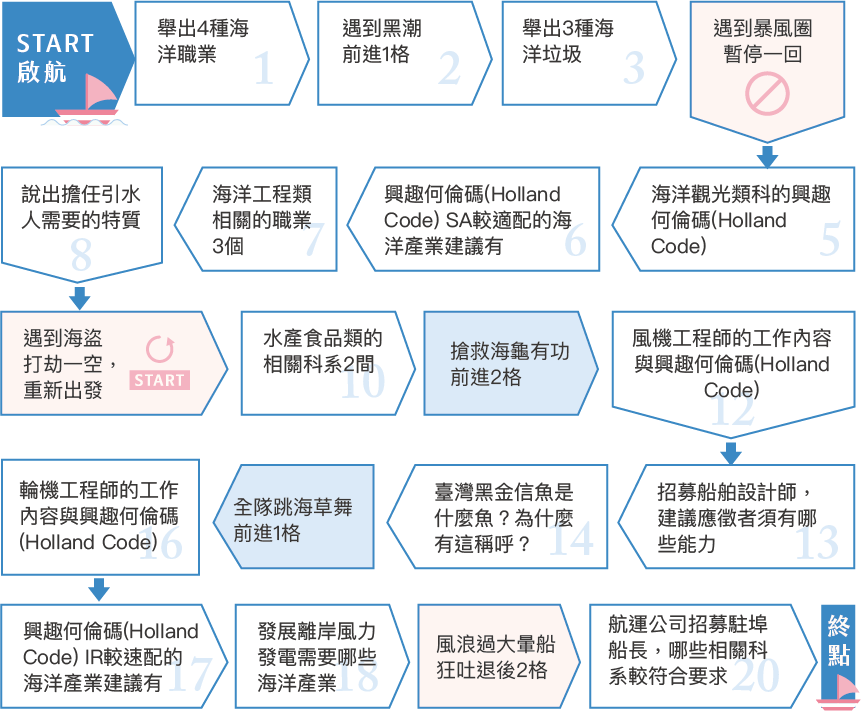 START
啟航
舉出4種海
洋職業
1
遇到黑潮
前進1格
2
舉出3種海
洋垃圾
3
遇到暴風圈
暫停一回
海洋觀光類科的興趣
何倫碼(Holland
Code)
5
興趣何倫碼(Holland
Code) SA較適配的海
洋產業建議有
6
海洋工程類
相關的職業
3個
7
說出擔任引水
人需要的特質
8
遇到海盜
打劫一空，
重新出發
START
水產食品類的
相關科系2問
10
搶救海龜有功
前進2格
風機工程師的工作內容
與興趣何倫碼(Holland
Code)
12
招募船舶設計師，
建議應徵者須有哪
些能力
13
臺灣黑金信魚是
什麼魚？為什麼
有這稱呼？
14
全隊跳海草舞
前進1格
輪機工程師的工作
內容與興趣何倫碼
(Holland Code)
16
興趣何倫碼(Holland
Code) IR較速配的
海洋產業建議有
17
發展離岸風力
發電需要哪些
海洋產業
18
風浪過大暈船
狂吐退後2格
航運公司招募駐埠
船長，哪些相關科
系較符合要求
20
終
點